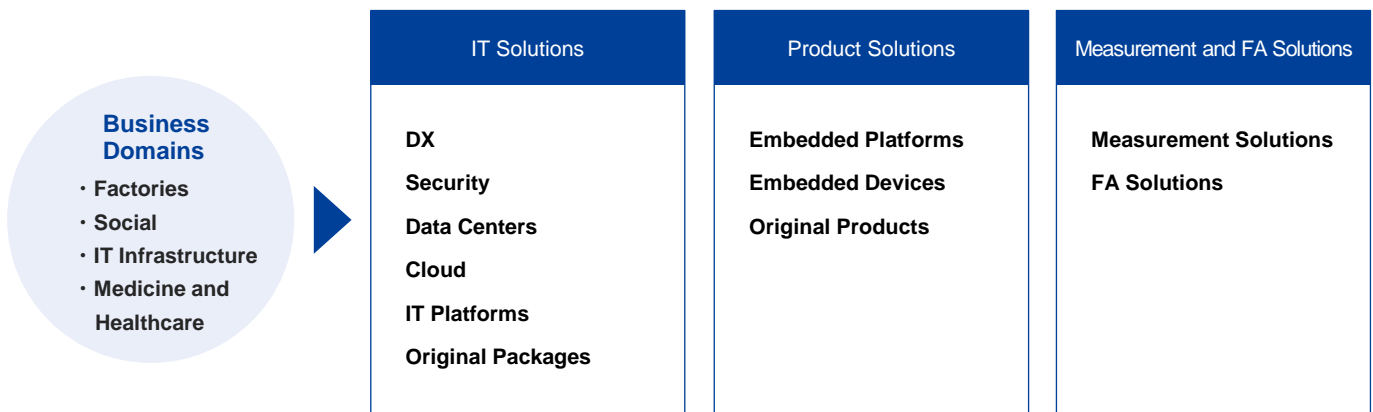 Business
Domains
・Factories
・Social
・IT Infrastructure
・Medicine and
Healthcare
IT Solutions
DX
Security
Data Centers
Cloud
IT Platforms
Original Packages
Product Solutions
Embedded Platforms
Embedded Devices
Original Products
Measurement and FA Solutions
Measurement Solutions
FA Solutions